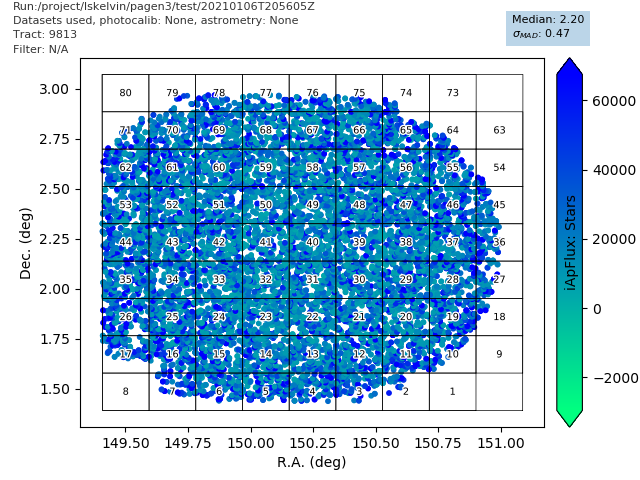 Run:/project/lskelvin/pagen3/test/20210106T205605Z
Datasets used, photocalib: None, astrometry: None
Tract: 9813
Filter: N/A
Median: 2.20
σMAD: 0.47
3.00
2.75
2.50
2.25
2.00
1.75
1.50
Dec. (deg)
80 79 78 77 76 75 74 73
71 70 69 68 67 66 65 64 63
62 61 60 59 58 57 56 55 54
53 52 51 50 49 48 47 46 45
44 43 42 41 40 39 38 37 36
35 34 33 32 31 30 29 28 27
26 25 24 23 22 21 20 19 18
17 16 15 14 13 12 11 10 9
8 7 6 5 4 3 2 1
149.50 149.75 150.00 150.25 150.50 150.75 151.00
R.A. (deg)
60000
40000
20000
0
−2000
iApFlux: Stars